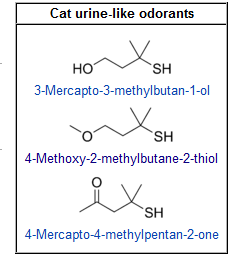 Cat urine-like odorants
HO
SH
3-Mercapto-3-methylbutan-1-ol
O
SH
4-Methoxy-2-methylbutane-2-thiol
O
SH
4-Mercapto-4-methylpentan-2-one